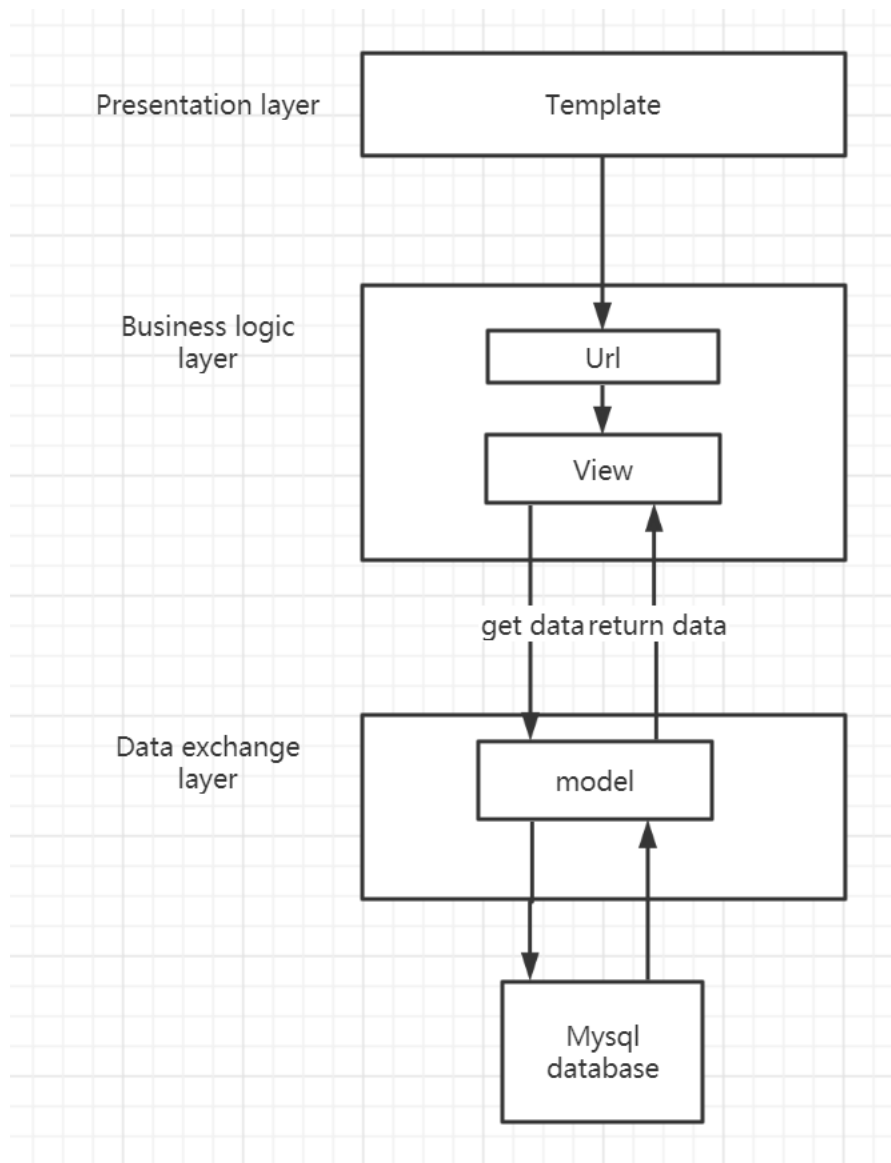 Presentation layer
Template
Business logic
layer
Url
View
get data
return data
Data exchange
layer
model
Mysql
database